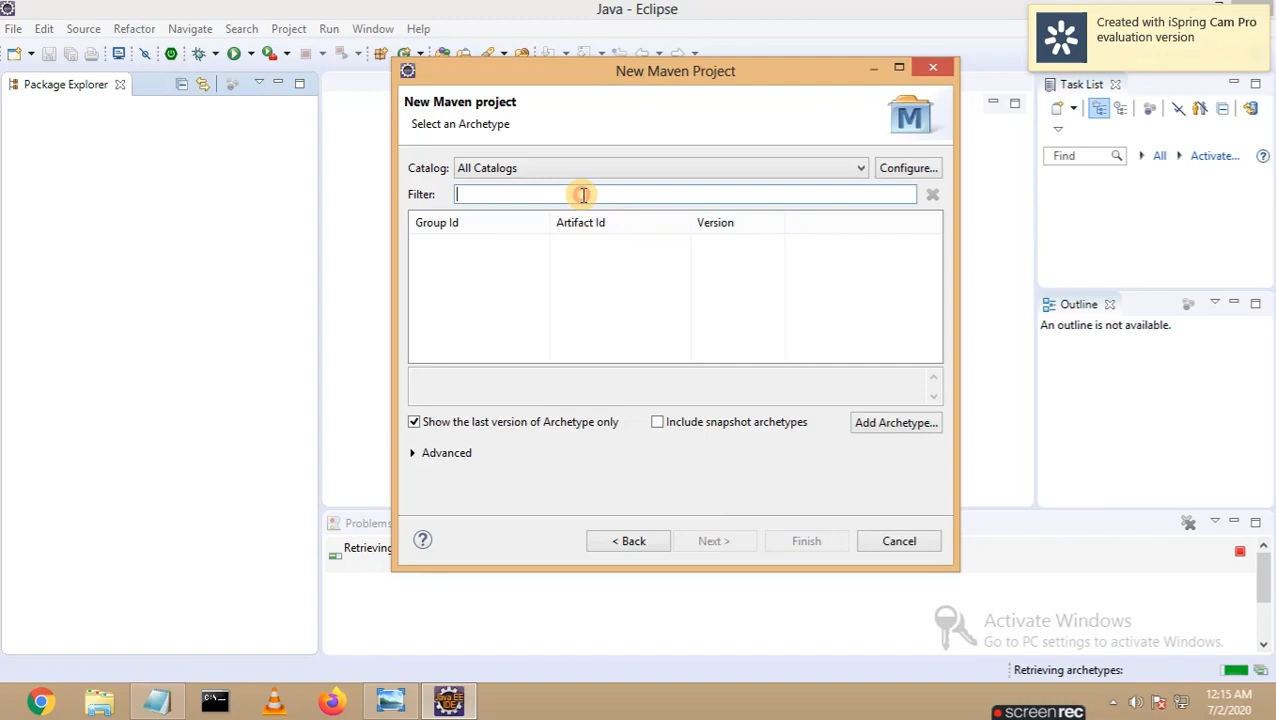 Java - Eclipse
Created with iSpring Cam Pro
evaluation version
File Edit Source Refactor Navigate Search Project Run Window Help
Package Explorer
New Maven Project
New Maven project
Select an Archetype
M
Catalog: All Catalogs Configure...
Filter:
Group Id Artifact Id Version
Show the last version of Archetype only Include snapshot archetypes Add Archetype...
Advanced
? < Back Next > Finish Cancel
Task List
Find All Activate...
Outline
An outline is not available.
Problems
Retrieving
Activate Windows
Go to PC settings to activate Windows.
Retrieving archetypes:
Java EE
IDE
12:15 AM
7/2/2020
screenrec